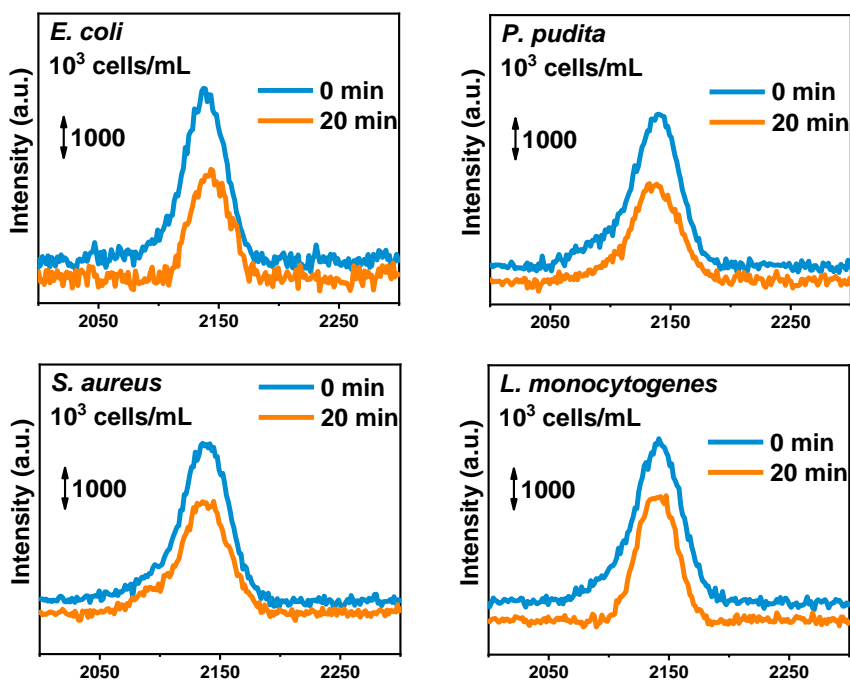 E. coli
10³ cells/mL
0 min
20 min
1000
Intensity (a.u.)
2050 2150 2250
P. pudita
10³ cells/mL
0 min
20 min
1000
Intensity (a.u.)
2050 2150 2250
S. aureus
10³ cells/mL
0 min
20 min
1000
Intensity (a.u.)
2050 2150 2250
L. monocytogenes
10³ cells/mL
0 min
20 min
1000
Intensity (a.u.)
2050 2150 2250